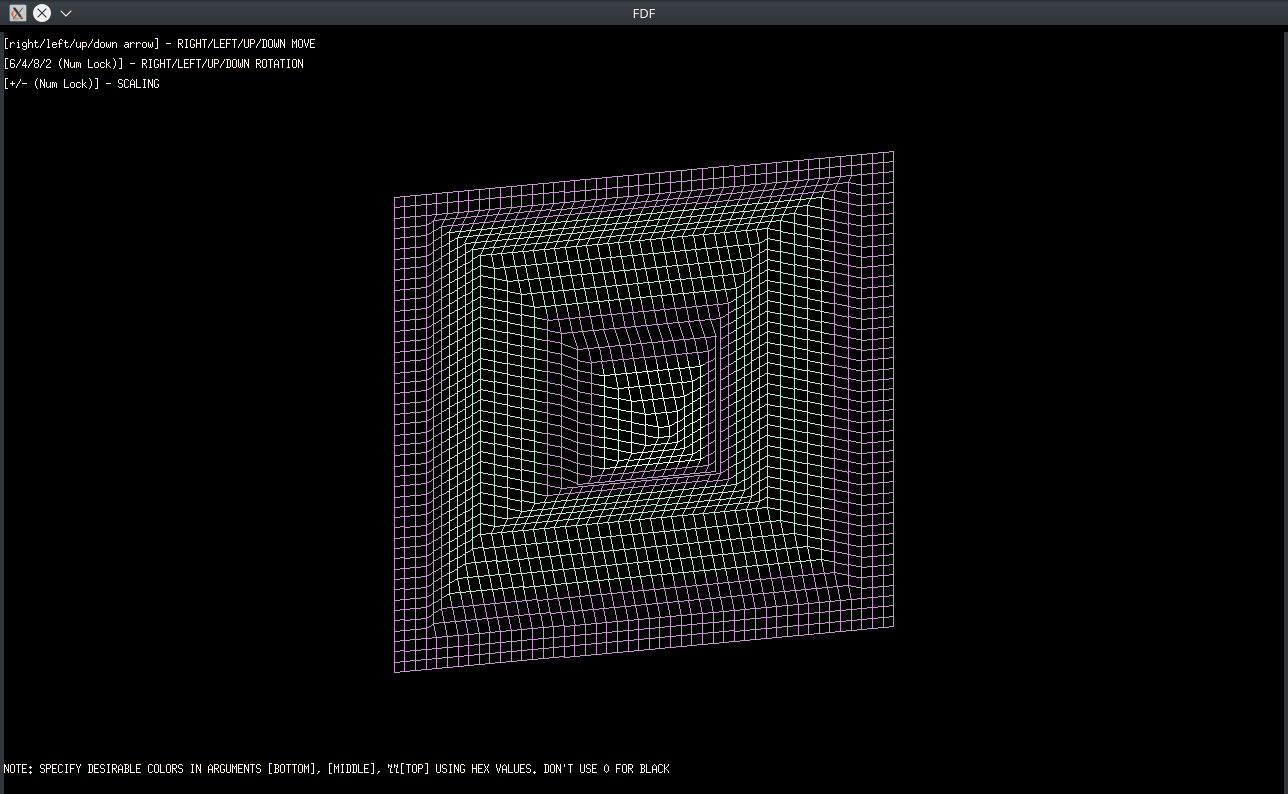 FDF
[right/left/up/down arrow] - RIGHT/LEFT/UP/DOWN MOVE
[6/4/8/2 (Num Lock)] - RIGHT/LEFT/UP/DOWN ROTATION
[+/- (Num Lock)] - SCALING
NOTE: SPECIFY DESIRABLE COLORS IN ARGUMENTS [BOTTOM], [MIDDLE], %%[TOP] USING HEX VALUES. DON'T USE 0 FOR BLACK